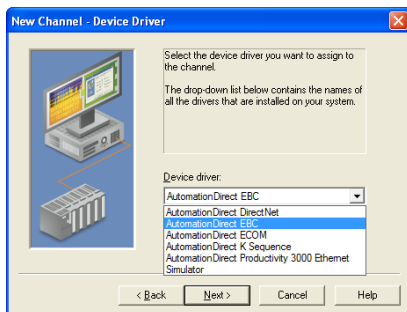 New Channel - Device Driver
Select the device driver you want to assign to
the channel.
The drop-down list below contains the names of
all the drivers that are installed on your system.
Device driver:
AutomationDirect EBC
AutomationDirect DirectNet
AutomationDirect EBC
AutomationDirect ECOM
AutomationDirect K Sequence
AutomationDirect Productivity 3000 Ethernet
Simulator
< Back Next > Cancel Help